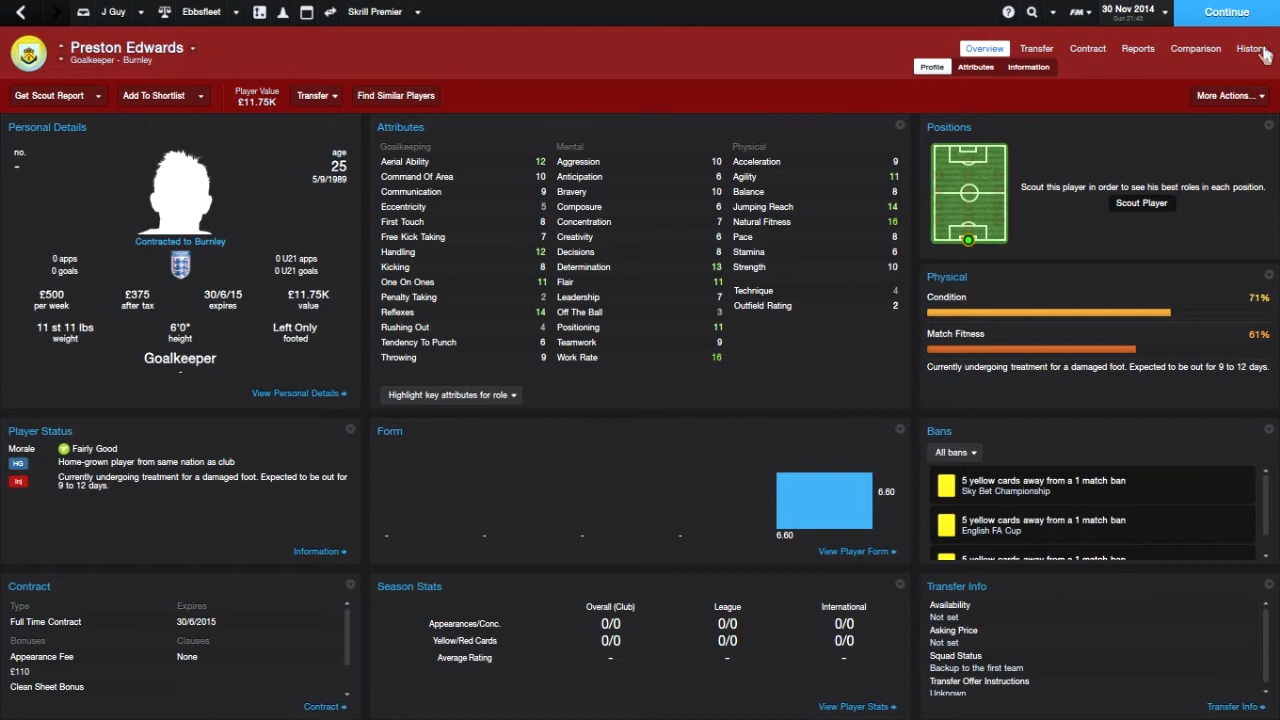 J Guy
Ebbsfleet
Skrill Premier
FM
30 Nov 2014
Sun 21:45
Continue
Preston Edwards
Goalkeeper - Burnley
Overview
Transfer
Contract
Reports
Comparison
History
Profile
Attributes
Information
Get Scout Report
Add To Shortlist
Player Value
£11.75K
Transfer
Find Similar Players
More Actions...
Personal Details
no.
-
age
25
5/9/1989
Contracted to Burnley
0 apps
0 goals
0 U21 apps
0 U21 goals
£500
per week
£375
after tax
30/6/15
expires
£11.75K
value
11 st 11 lbs
weight
6'0"
height
Left Only
footed
Goalkeeper
-
View Personal Details
Attributes
Goalkeeping
Aerial Ability 12
Command Of Area 10
Communication 9
Eccentricity 5
First Touch 8
Free Kick Taking 7
Handling 12
Kicking 8
One On Ones 11
Penalty Taking 2
Reflexes 14
Rushing Out 4
Tendency To Punch 6
Throwing 9
Mental
Aggression 10
Anticipation 6
Bravery 10
Composure 6
Concentration 7
Creativity 6
Decisions 8
Determination 13
Flair 11
Leadership 7
Off The Ball 3
Positioning 11
Teamwork 9
Work Rate 16
Physical
Acceleration 9
Agility 11
Balance 8
Jumping Reach 14
Natural Fitness 16
Pace 8
Stamina 6
Strength 10
Technique 4
Outfield Rating 2
Highlight key attributes for role
Positions
Scout this player in order to see his best roles in each position.
Scout Player
Physical
Condition 71%
Match Fitness 61%
Currently undergoing treatment for a damaged foot. Expected to be out for 9 to 12 days.
Player Status
Morale Fairly Good
HG Home-grown player from same nation as club
Inj Currently undergoing treatment for a damaged foot. Expected to be out for
9 to 12 days.
Information
Form
- - - -
6.60
6.60
View Player Form
Bans
All bans
5 yellow cards away from a 1 match ban
Sky Bet Championship
5 yellow cards away from a 1 match ban
English FA Cup
5 yellow cards away from a 1 match ban
Contract
Type Expires
Full Time Contract 30/6/2015
Bonuses Clauses
Appearance Fee None
£110
Clean Sheet Bonus
Contract
Season Stats
Overall (Club) League International
Appearances/Conc. 0/0 0/0 0/0
Yellow/Red Cards 0/0 0/0 0/0
Average Rating - - -
View Player Stats
Transfer Info
Availability
Not set
Asking Price
Not set
Squad Status
Backup to the first team
Transfer Offer Instructions
Unknown
Transfer Info